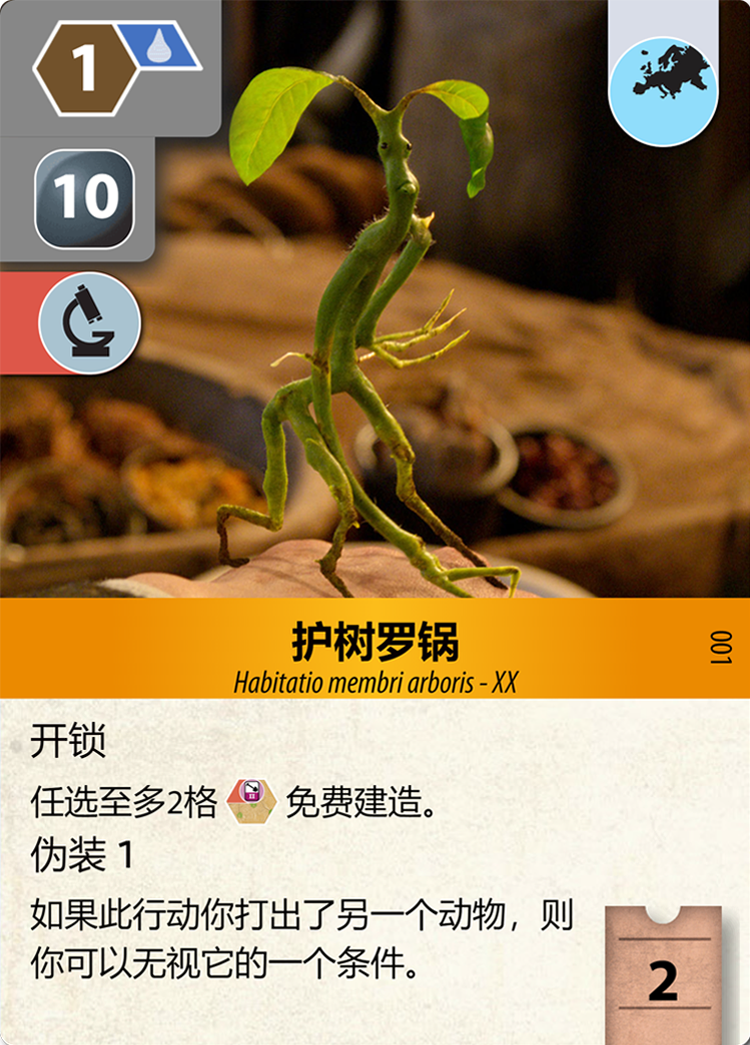 1
10
护树罗锅
Habitatio membri arboris - XX
001
开锁
任选至多2格 免费建造。
伪装 1
如果此行动你打出了另一个动物，则
你可以无视它的一个条件。
2